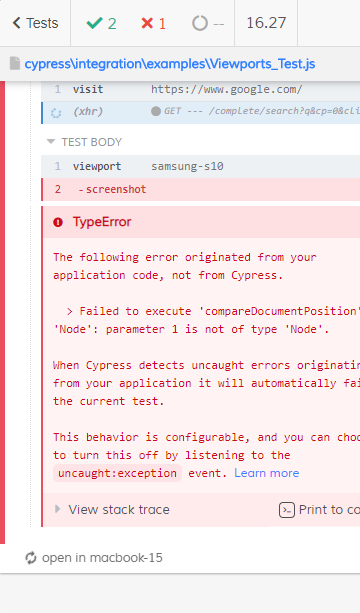 < Tests 2 1 -- 16.27
cypress\integration\examples\Viewports_Test.js
1 visit https://www.google.com/
(xhr) GET --- /complete/search?q&cp=0&cli
TEST BODY
1 viewport samsung-s10
2 - screenshot
TypeError
The following error originated from your
application code, not from Cypress.
> Failed to execute 'compareDocumentPosition'
'Node': parameter 1 is not of type 'Node'.
When Cypress detects uncaught errors originatin
from your application it will automatically fai
the current test.
This behavior is configurable, and you can choo
to turn this off by listening to the
uncaught:exception event. Learn more
View stack trace Print to co
open in macbook-15